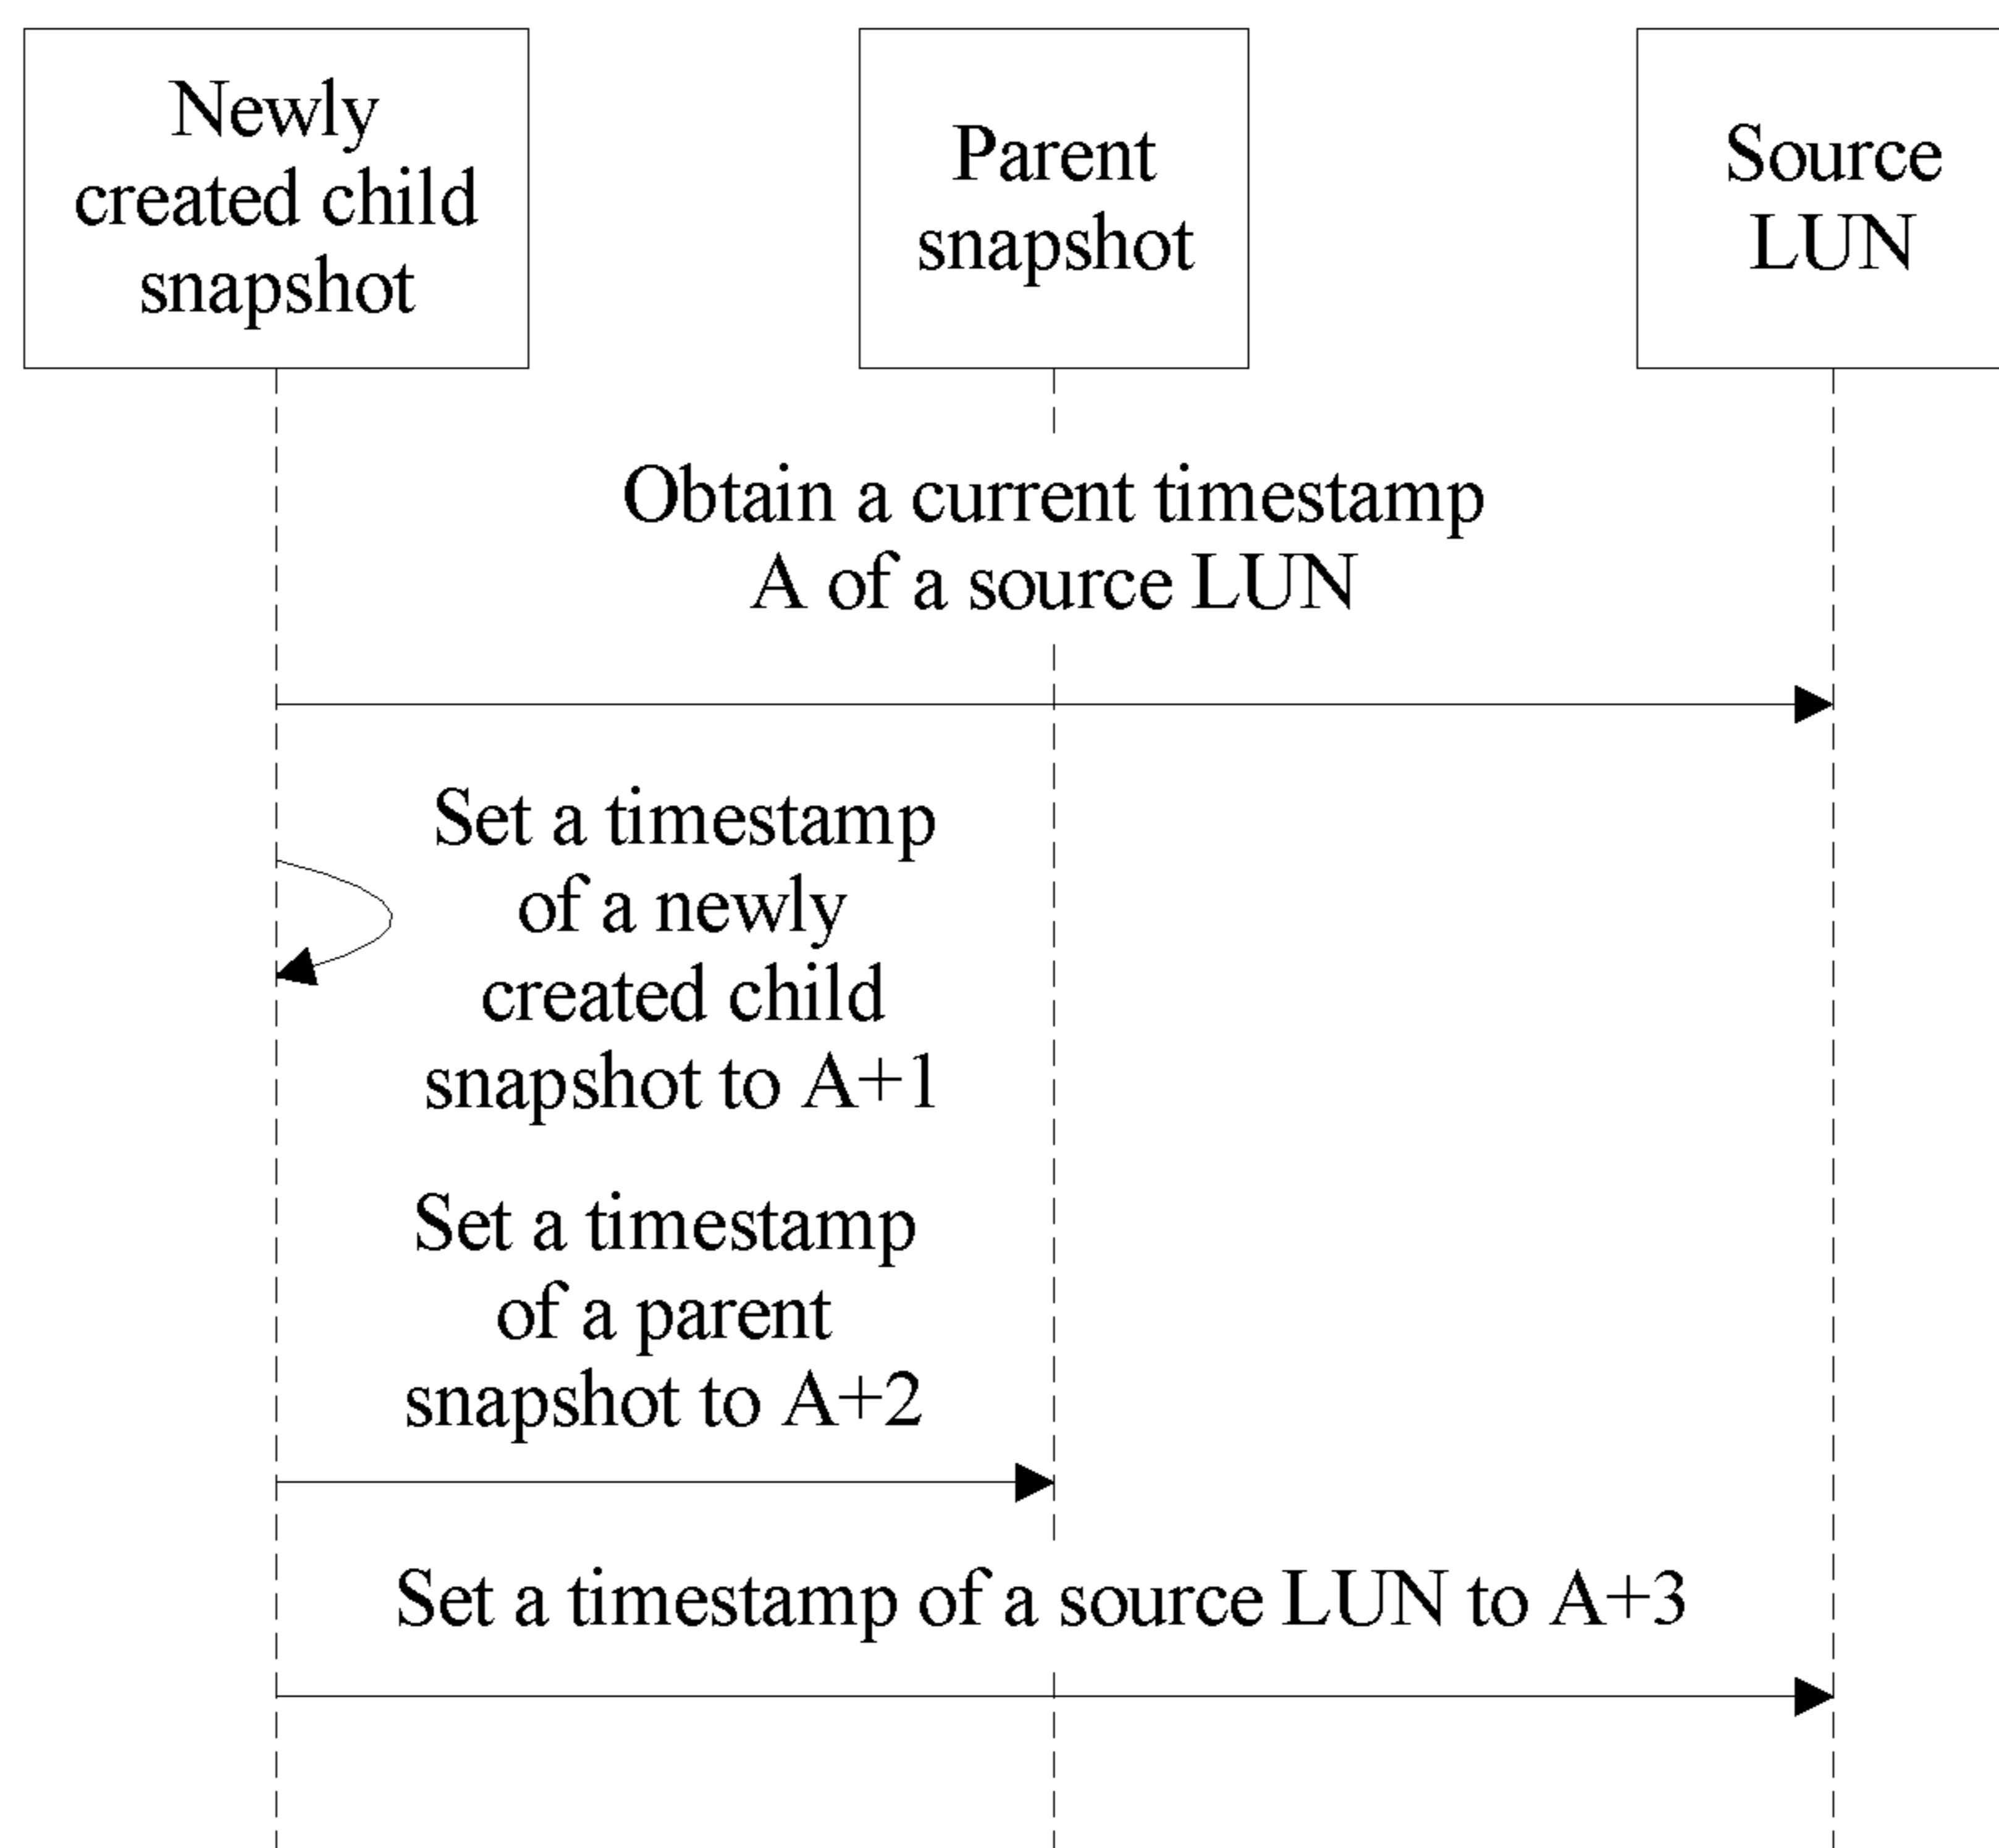 Newly
created child
snapshot
Parent
snapshot
Source
LUN
Obtain a current timestamp
A of a source LUN
Set a timestamp
of a newly
created child
snapshot to A+1
Set a timestamp
of a parent
snapshot to A+2
Set a timestamp of a source LUN to A+3